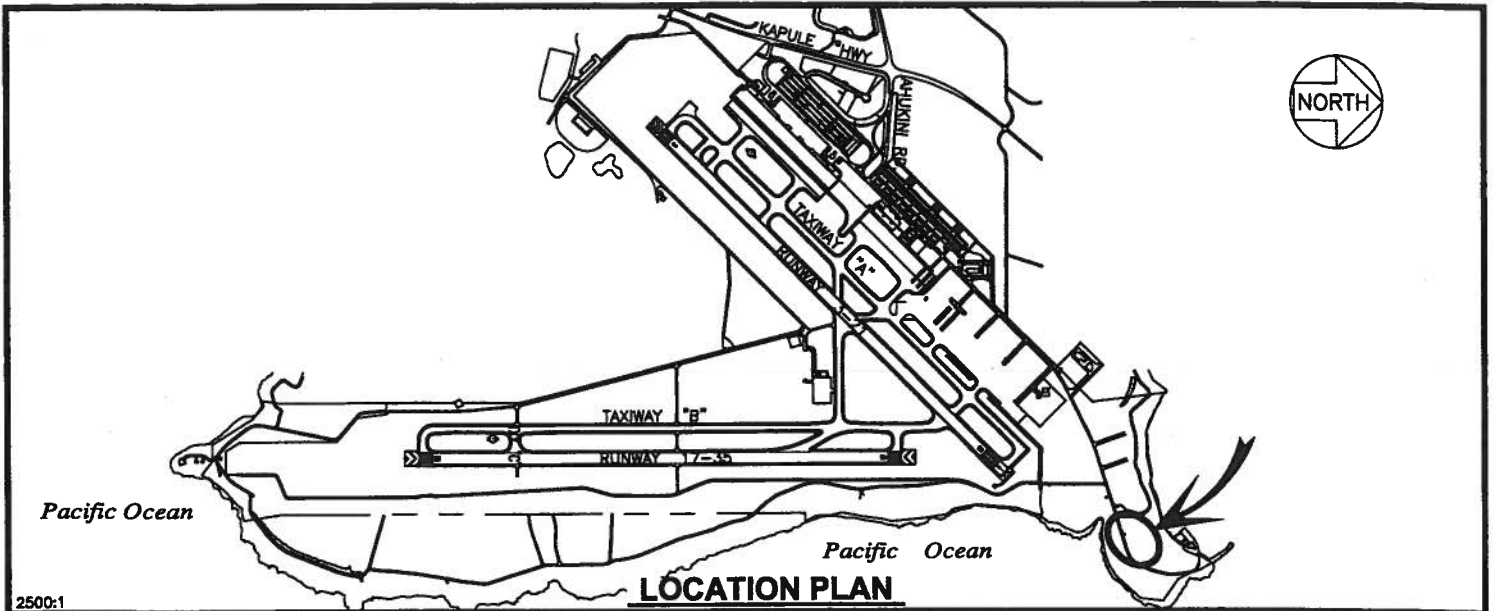 KAPULE HWY
AHUKINI RD
NORTH
TAXIWAY
"A"
RUNWAY
TAXIWAY "B"
RUNWAY 17-35
Pacific Ocean
Pacific Ocean
LOCATION PLAN
2500:1